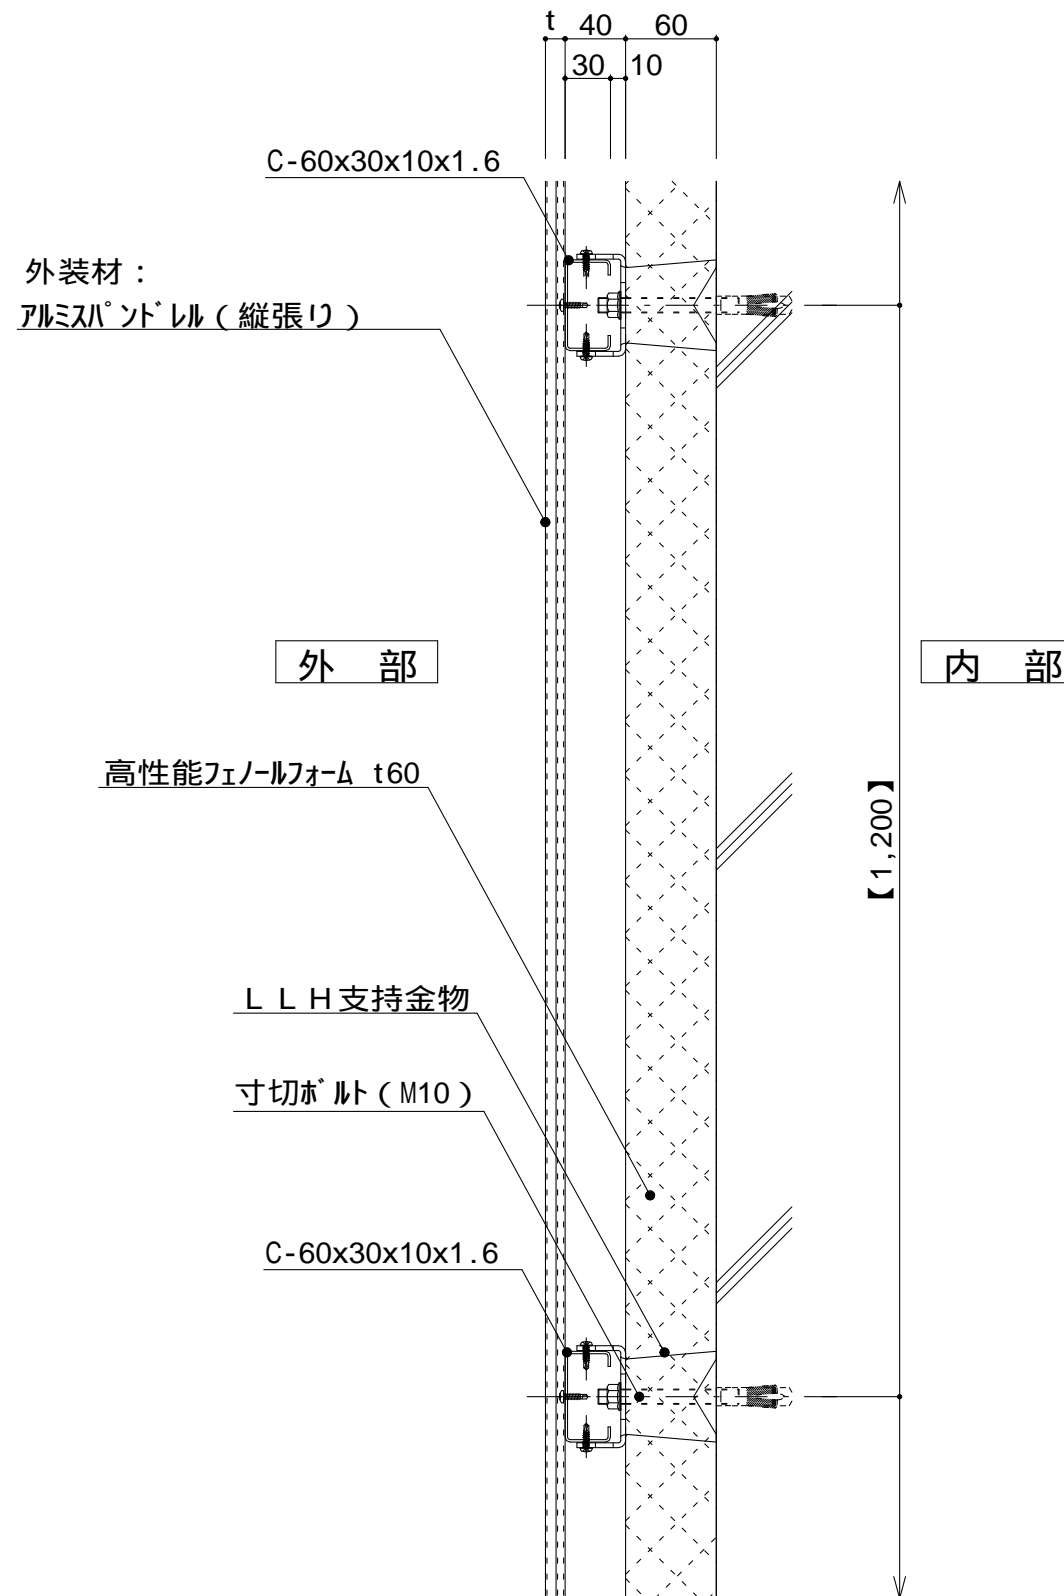 t 40 60
30 10
C-60x30x10x1.6
外装材：
ｱﾙﾐｽﾊﾟﾝﾄﾞﾚﾙ（縦張り）
外　部
内　部
高性能ﾌｪﾉｰﾙﾌｫｰﾑ t60
【1,200】
ＬＬＨ支持金物
寸切ﾎﾞﾙﾄ（M10）
C-60x30x10x1.6